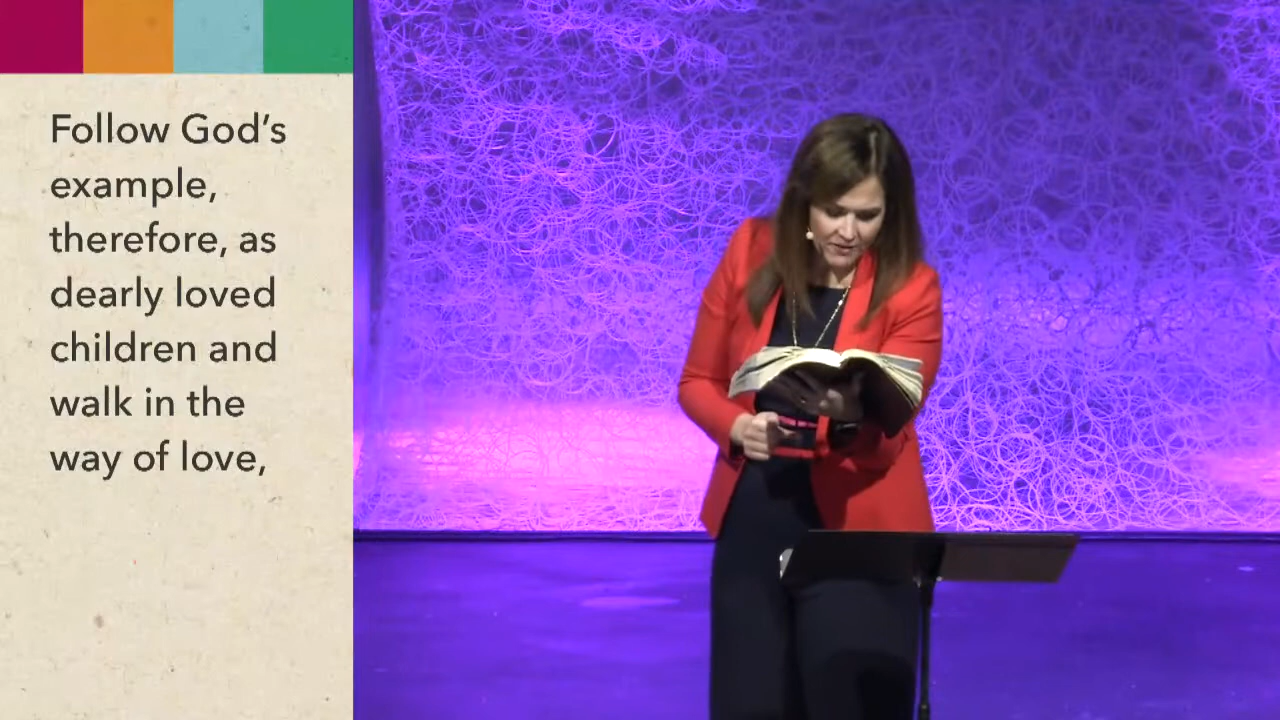 Follow God’s
example,
therefore, as
dearly loved
children and
walk in the
way of love,